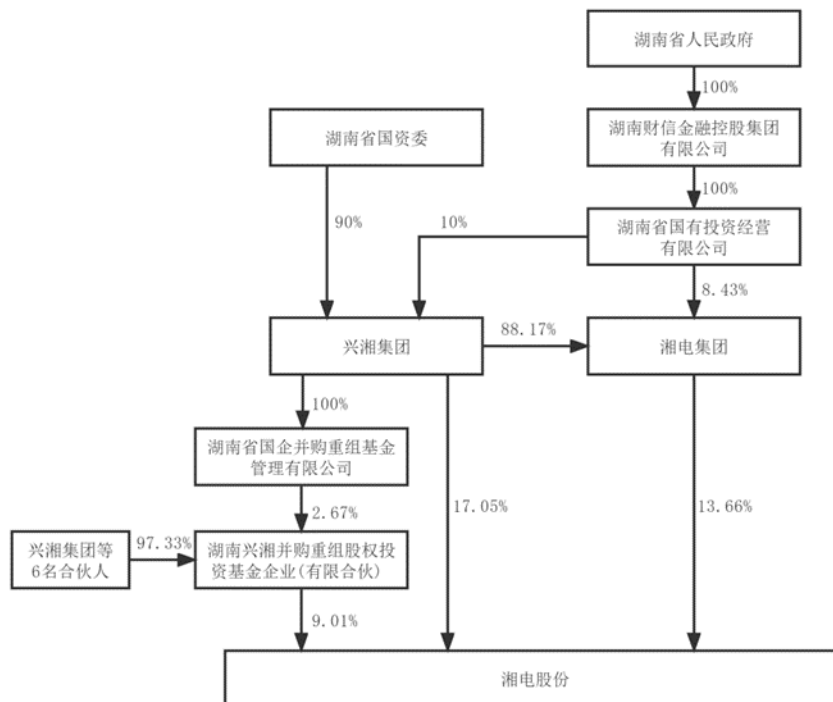 湖南省人民政府
100%
湖南省国资委
湖南财信金融控股集团
有限公司
100%
90%
10%
湖南省国有投资经营
有限公司
8.43%
兴湘集团
88.17%
湘电集团
100%
湖南省国企并购重组基金
管理有限公司
2.67%
17.05%
13.66%
兴湘集团等
6名合伙人
97.33%
湖南兴湘并购重组股权投
资基金企业(有限合伙)
9.01%
湘电股份